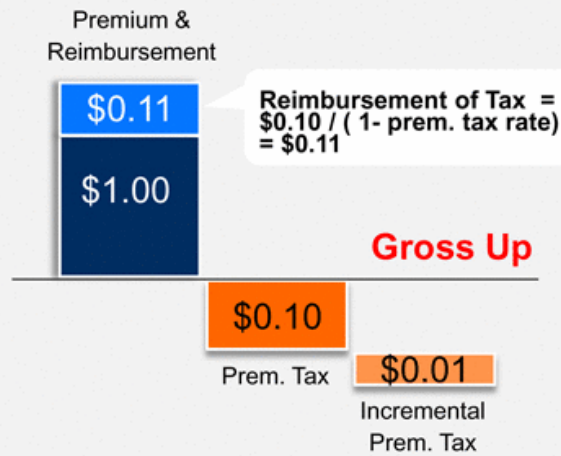 Premium &
Reimbursement
$0.11
Reimbursement of Tax =
$0.10 / ( 1- prem. tax rate)
= $0.11
$1.00
Gross Up
$0.10
Prem. Tax
$0.01
Incremental
Prem. Tax